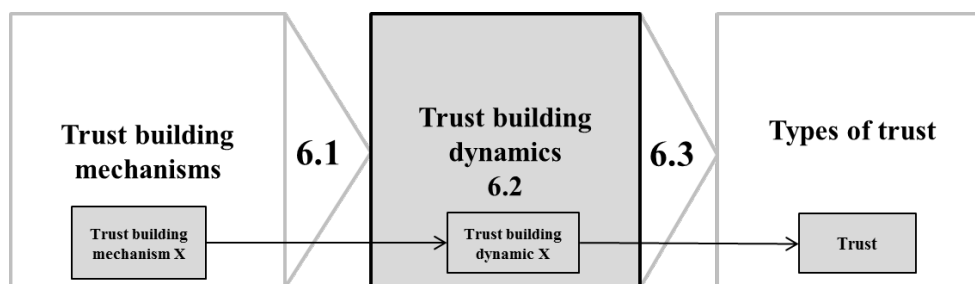 Trust building
mechanisms
6.1
Trust building
dynamics
6.2
6.3
Types of trust
Trust building
mechanism X
Trust building
dynamic X
Trust